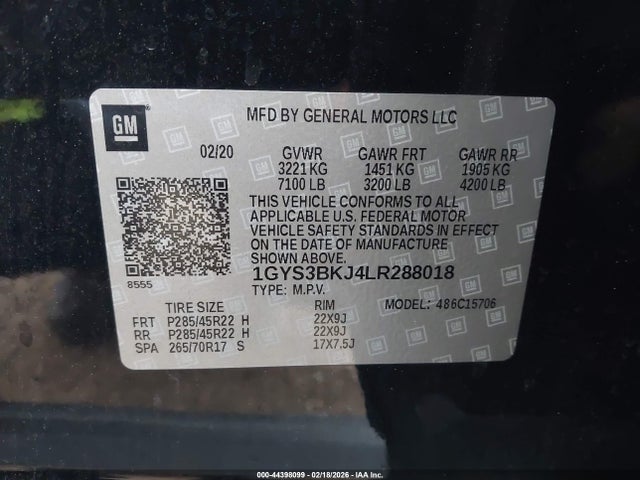 GM
MFD BY GENERAL MOTORS LLC
02/20 GVWR GAWR FRT GAWR RR
3221 KG 1451 KG 1905 KG
7100 LB 3200 LB 4200 LB
THIS VEHICLE CONFORMS TO ALL
APPLICABLE U.S. FEDERAL MOTOR
VEHICLE SAFETY STANDARDS IN EFFECT
ON THE DATE OF MANUFACTURE
SHOWN ABOVE.
8555 1GYS3BKJ4LR288018
TYPE: M.P.V. MODEL: 486C15706
TIRE SIZE RIM
FRT P285/45R22 H 22X9J
RR P285/45R22 H 22X9J
SPA 265/70R17 S 17X7.5J
000-44398099 - 02/18/2026 - IAA Inc.